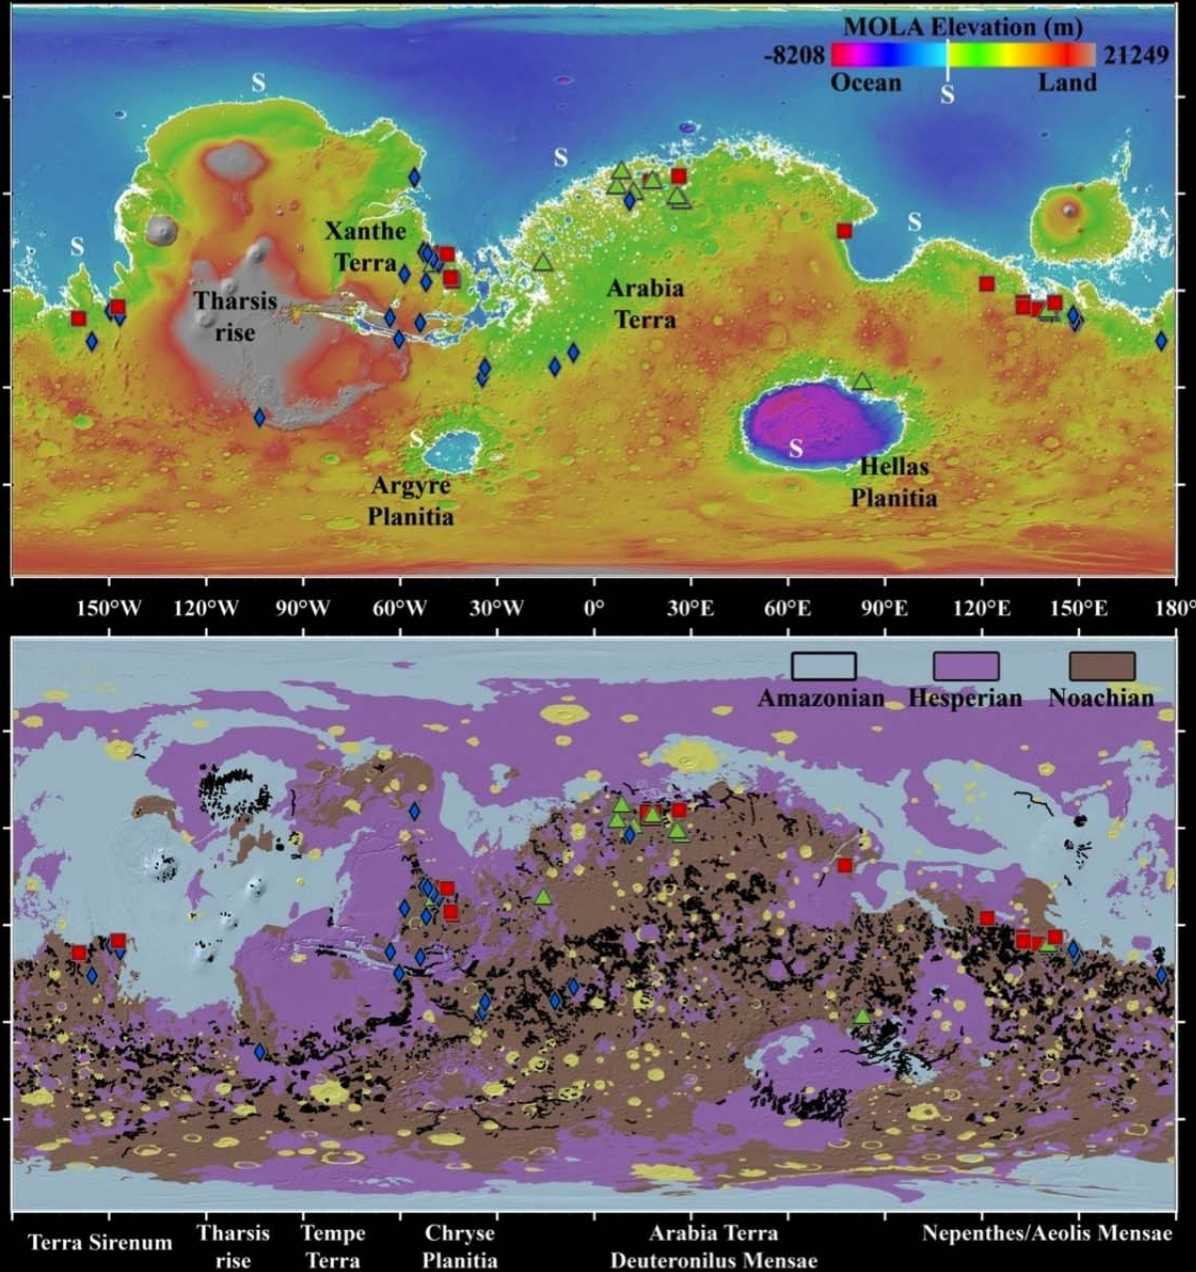 MOLA Elevation (m)
-8208 21249
Ocean S Land
S
S
S
S
Xanthe
Terra
Tharsis
rise
Arabia
Terra
S
S
Argyre
Planitia
Hellas
Planitia
150°W 120°W 90°W 60°W 30°W 0° 30°E 60°E 90°E 120°E 150°E 180°
Amazonian Hesperian Noachian
Terra Sirenum
Tharsis
rise
Tempe
Terra
Chryse
Planitia
Arabia Terra
Deuteronilus Mensae
Nepenthes/Aeolis Mensae